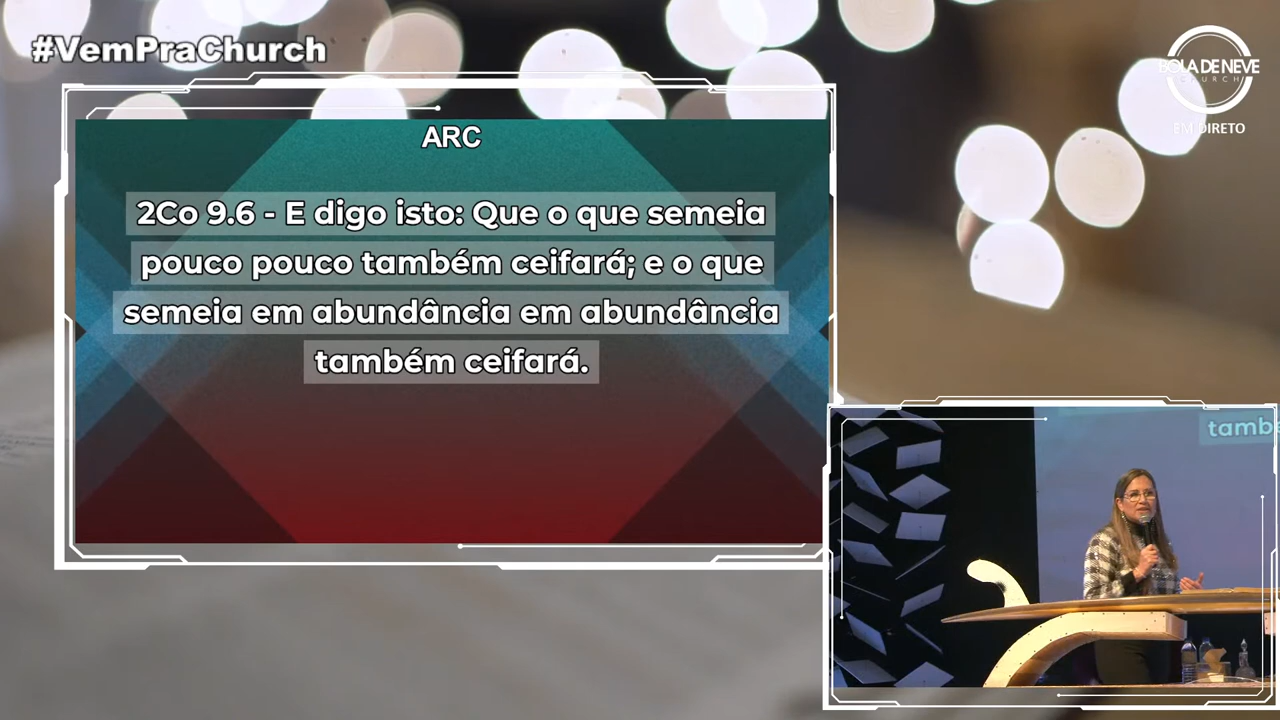 #VemPraChurch
BOLA DE NEVE
CHURCH
EM DIRETO
ARC
2Co 9.6 - E digo isto: Que o que semeia
pouco pouco também ceifará; e o que
semeia em abundância em abundância
também ceifará.